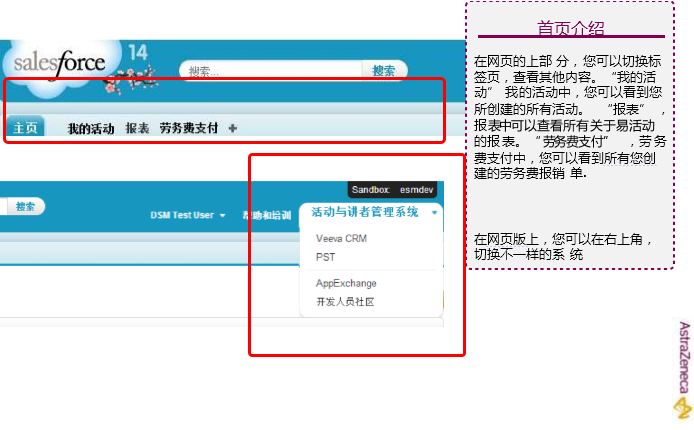 首页介绍
salesforce
14
搜索...
搜索
主页 我的活动 报表 劳务费支付 +
在网页的上部 分，您可以切换标
签页，查看其他内容。“我的活
动” 我的活动中，您可以看到您
所创建的所有活动。 “报表”，
报表中可以查看所有关于易活动
的报表。“劳务费支付” ，劳务
费支付中，您可以看到所有您创
建的劳务费报销 单.
Sandbox: esmdev
搜索
DSM Test User
帮助和培训
活动与讲者管理系统
Veeva CRM
PST
AppExchange
开发人员社区
在网页版上，您可以在右上角，
切换不一样的系 统
AstraZeneca